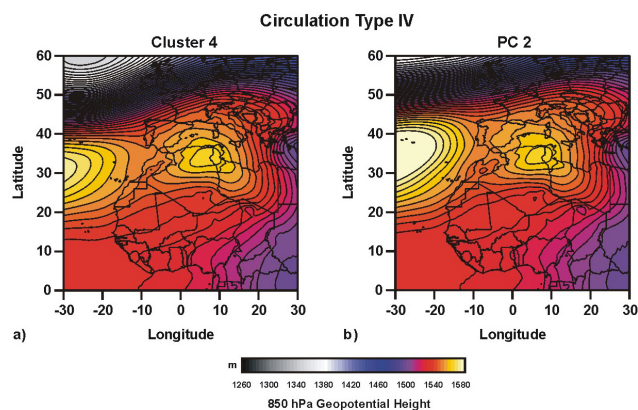 Circulation Type IV
Cluster 4
PC 2
60
50
40
30
20
10
0
Latitude
-30 -20 -10 0 10 20 30
a) Longitude
60
50
40
30
20
10
0
Latitude
-30 -20 -10 0 10 20 30
b) Longitude
m
1260 1300 1340 1380 1420 1460 1500 1540 1580
850 hPa Geopotential Height